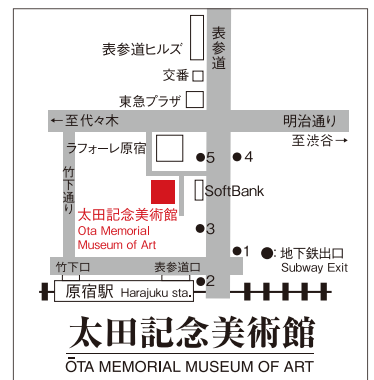 表参道ヒルズ
表参道
交番
東急プラザ
←至代々木
明治通り
至渋谷→
ラフォーレ原宿
5
4
竹下通り
SoftBank
太田記念美術館
Ota Memorial
Museum of Art
3
1
●: 地下鉄出口
Subway Exit
竹下口
表参道口
2
原宿駅 Harajuku sta.
太田記念美術館
ŌTA MEMORIAL MUSEUM OF ART